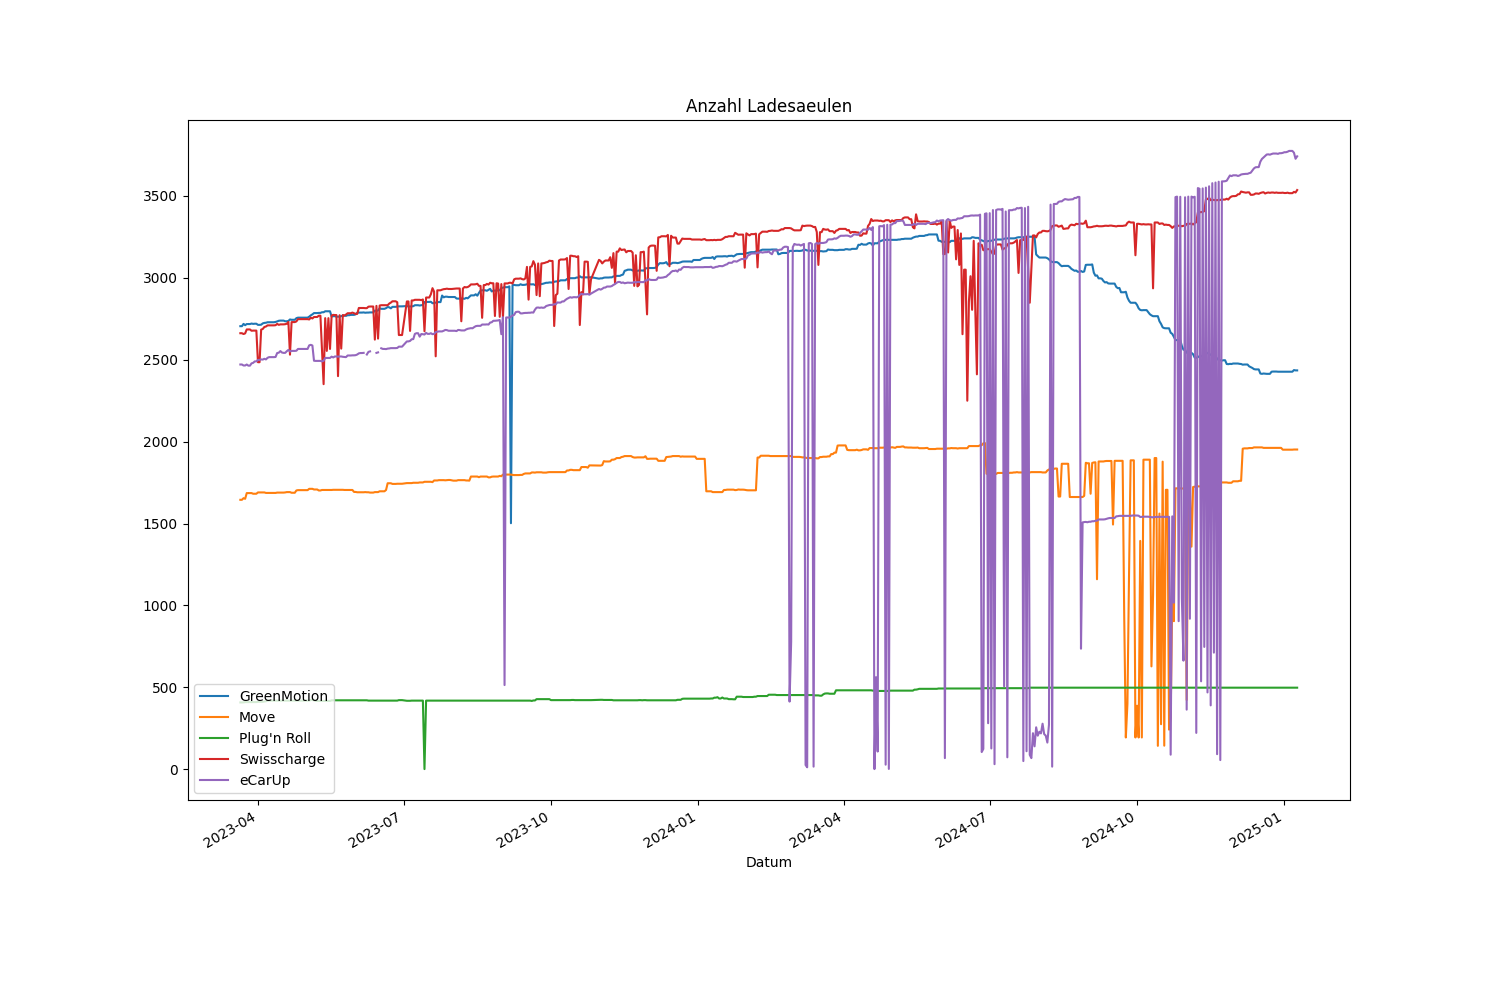 Anzahl Ladesaeulen
3500
3000
2500
2000
1500
1000
500
0
GreenMotion
Move
Plug'n Roll
Swisscharge
eCarUp
2023-04
2023-07
2023-10
2024-01
2024-04
2024-07
2024-10
2025-01
Datum